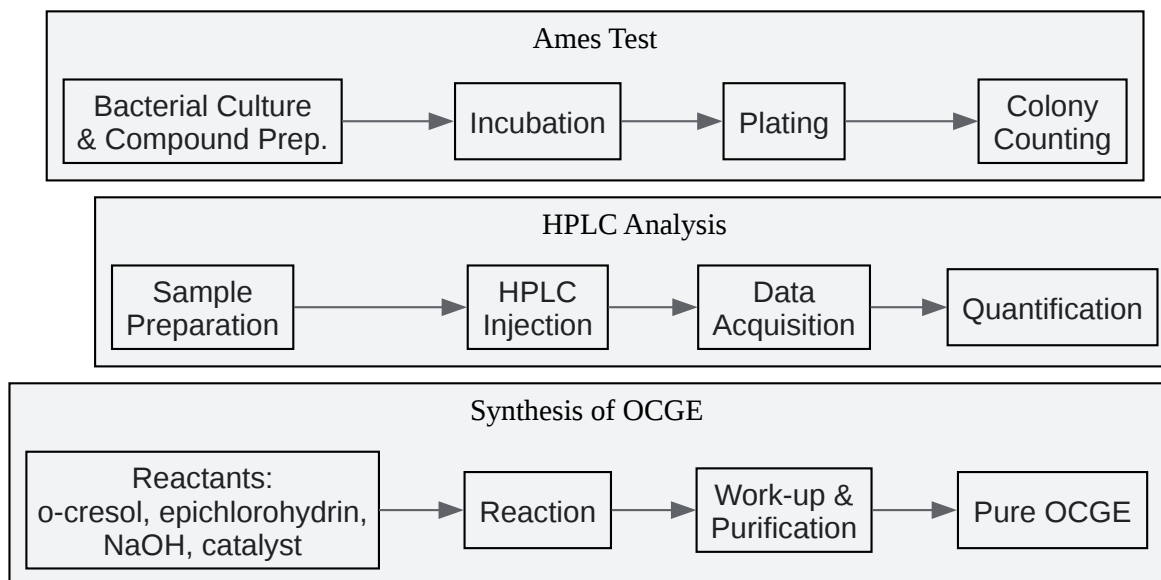 Ames Test
Bacterial Culture
& Compound Prep.
Incubation
Plating
Colony
Counting
HPLC Analysis
Sample
Preparation
HPLC
Injection
Data
Acquisition
Quantification
Synthesis of OCGE
Reactants:
o-cresol, epichlorohydrin,
NaOH, catalyst
Reaction
Work-up &
Purification
Pure OCGE